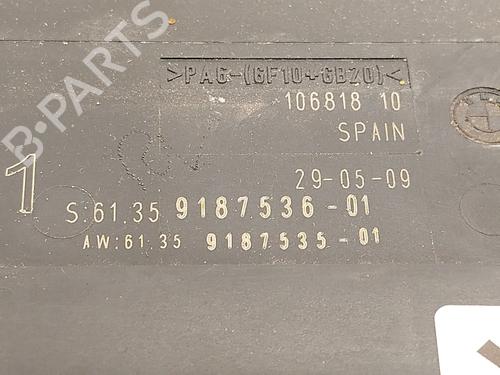 >PA6-(GF10+GB20)<
106818 10
SPAIN
29-05-09
1
S:61.35 9187536-01
AW:61.35 9187535-01
B-PARTS